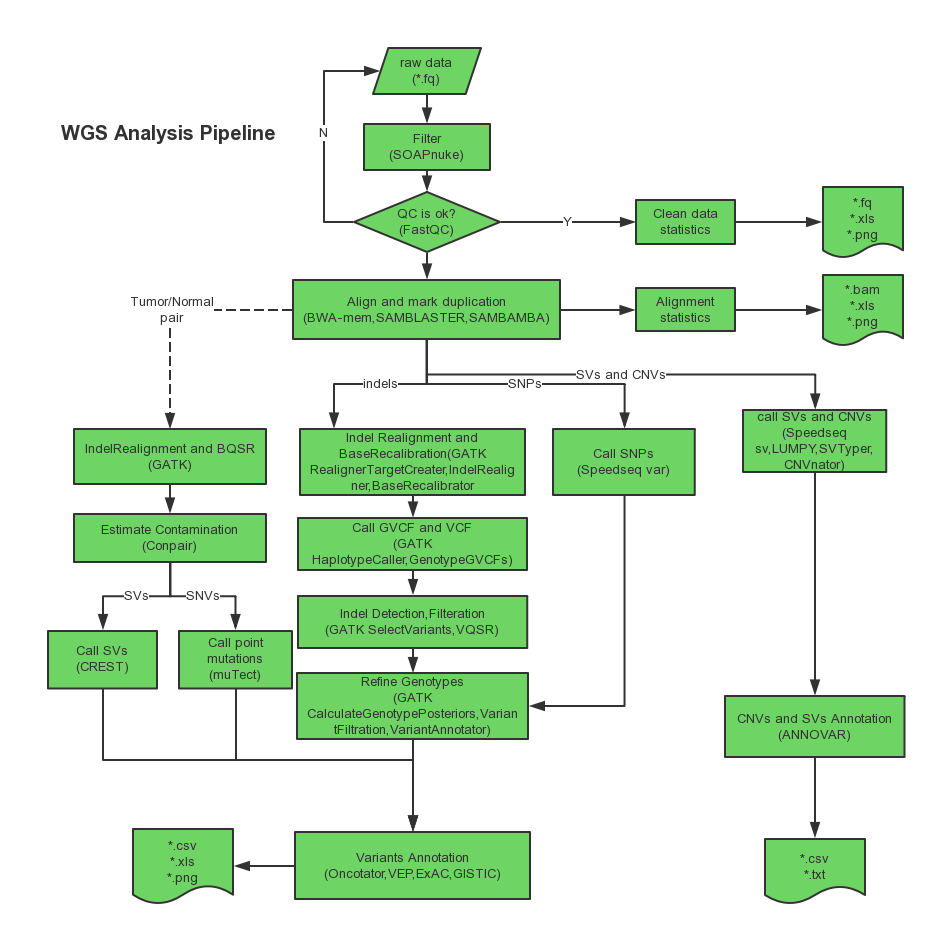 raw data
(*.fq)
WGS Analysis Pipeline
N
Filter
(SOAPnuke)
QC is ok?
(FastQC)
Y
Clean data
statistics
*.fq
*.xls
*.png
Tumor/Normal
pair
Align and mark duplication
(BWA-mem,SAMBLASTER,SAMBAMBA)
Alignment
statistics
*.bam
*.xls
*.png
indels
SNPs
SVs and CNVs
IndelRealignment and BQSR
(GATK)
Indel Realignment and
BaseRecalibration(GATK
RealignerTargetCreater,IndelRealig
ner,BaseRecalibrator
Call SNPs
(Speedseq var)
call SVs and CNVs
(Speedseq
sv,LUMPY,SVTyper,
CNVnator)
Estimate Contamination
(Conpair)
Call GVCF and VCF
(GATK
HaplotypeCaller,GenotypeGVCFs)
SVs
SNVs
Indel Detection,Filteration
(GATK SelectVariants,VQSR)
Call SVs
(CREST)
Call point
mutations
(muTect)
Refine Genotypes
(GATK
CalculateGenotypePosteriors,Varian
tFiltration,VariantAnnotator)
CNVs and SVs Annotation
(ANNOVAR)
*.csv
*.xls
*.png
Variants Annotation
(Oncotator,VEP,ExAC,GISTIC)
*.csv
*.txt